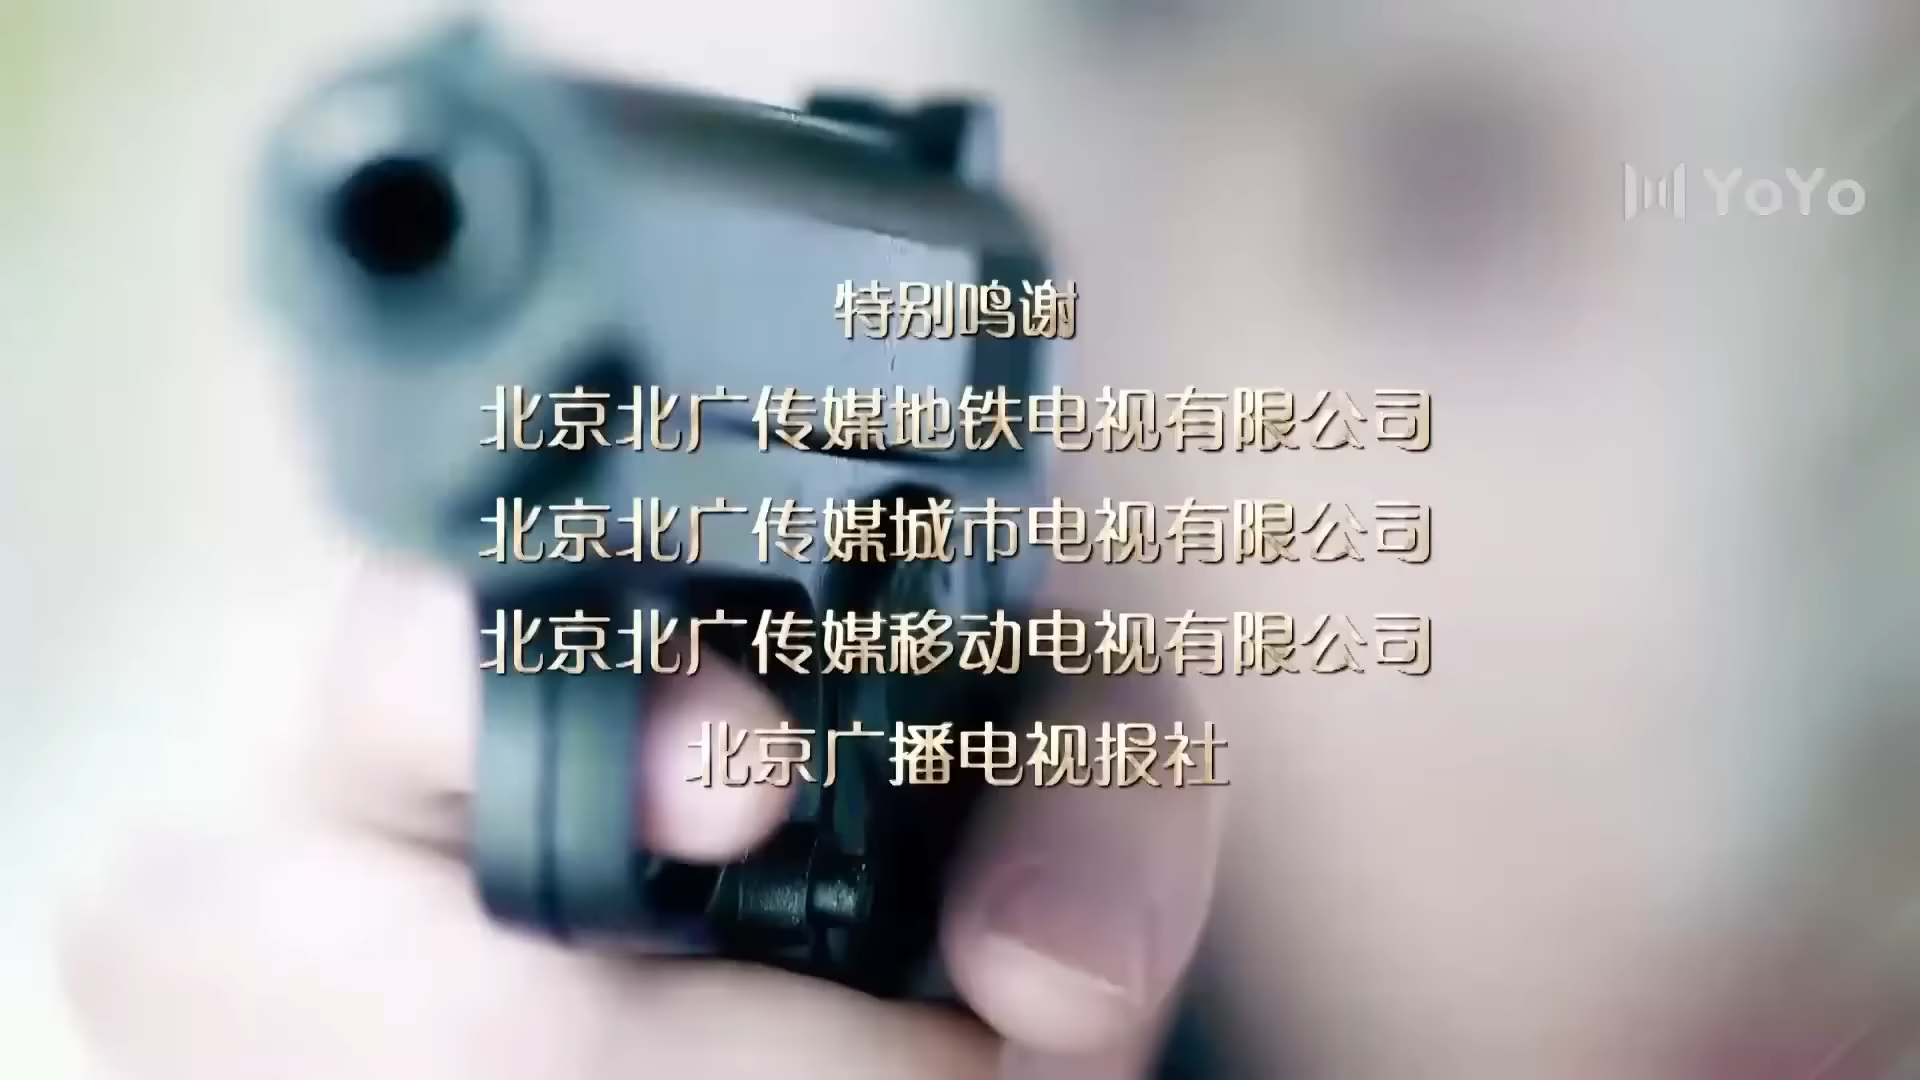 YoYo
特别鸣谢
北京北广传媒地铁电视有限公司
北京北广传媒城市电视有限公司
北京北广传媒移动电视有限公司
北京广播电视报社